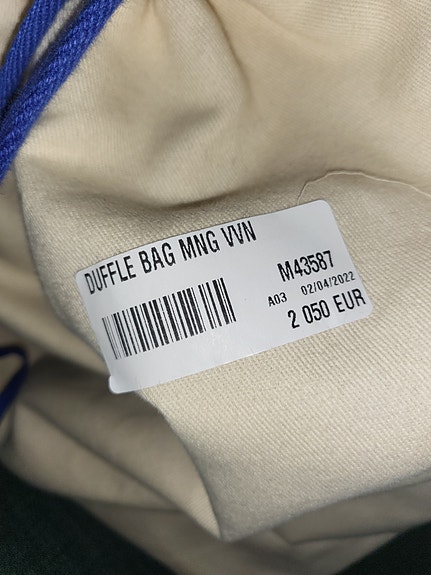 DUFFLE BAG MNG VVN
M43587
A03 02/04/2022
2 050 EUR